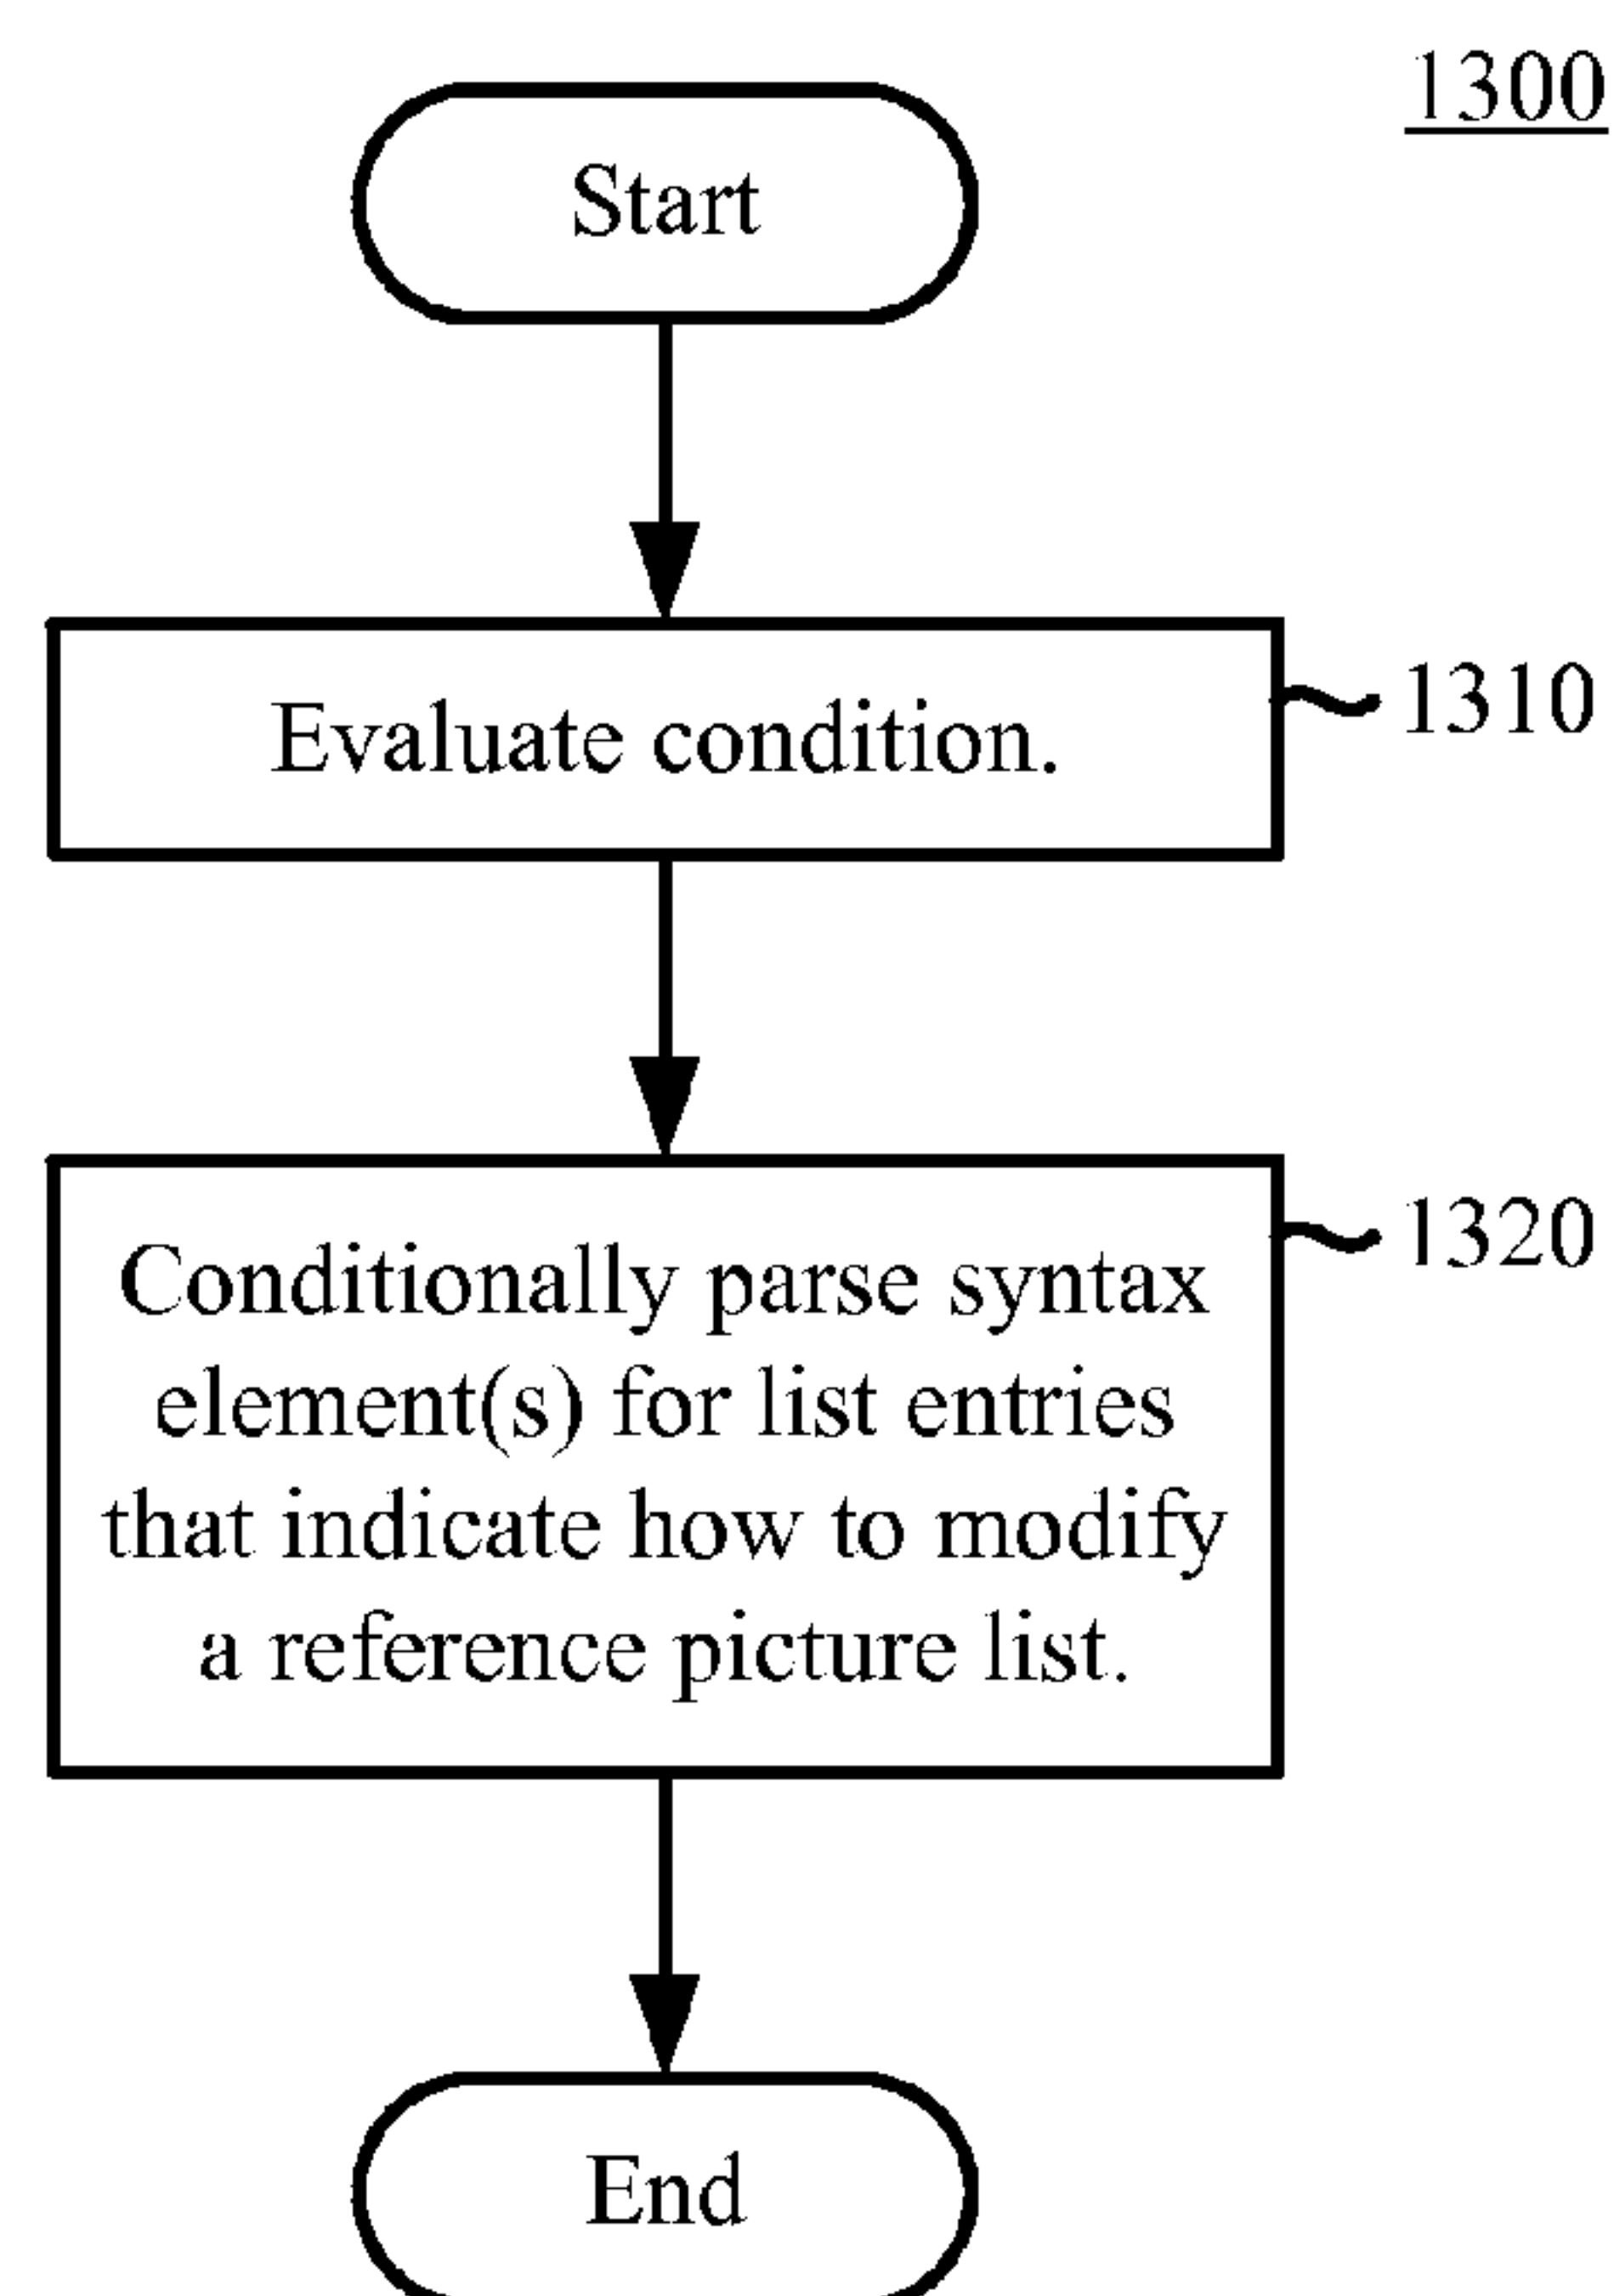 1300
Start
Evaluate condition.
1310
Conditionally parse syntax
element(s) for list entries
that indicate how to modify
a reference picture list.
1320
End